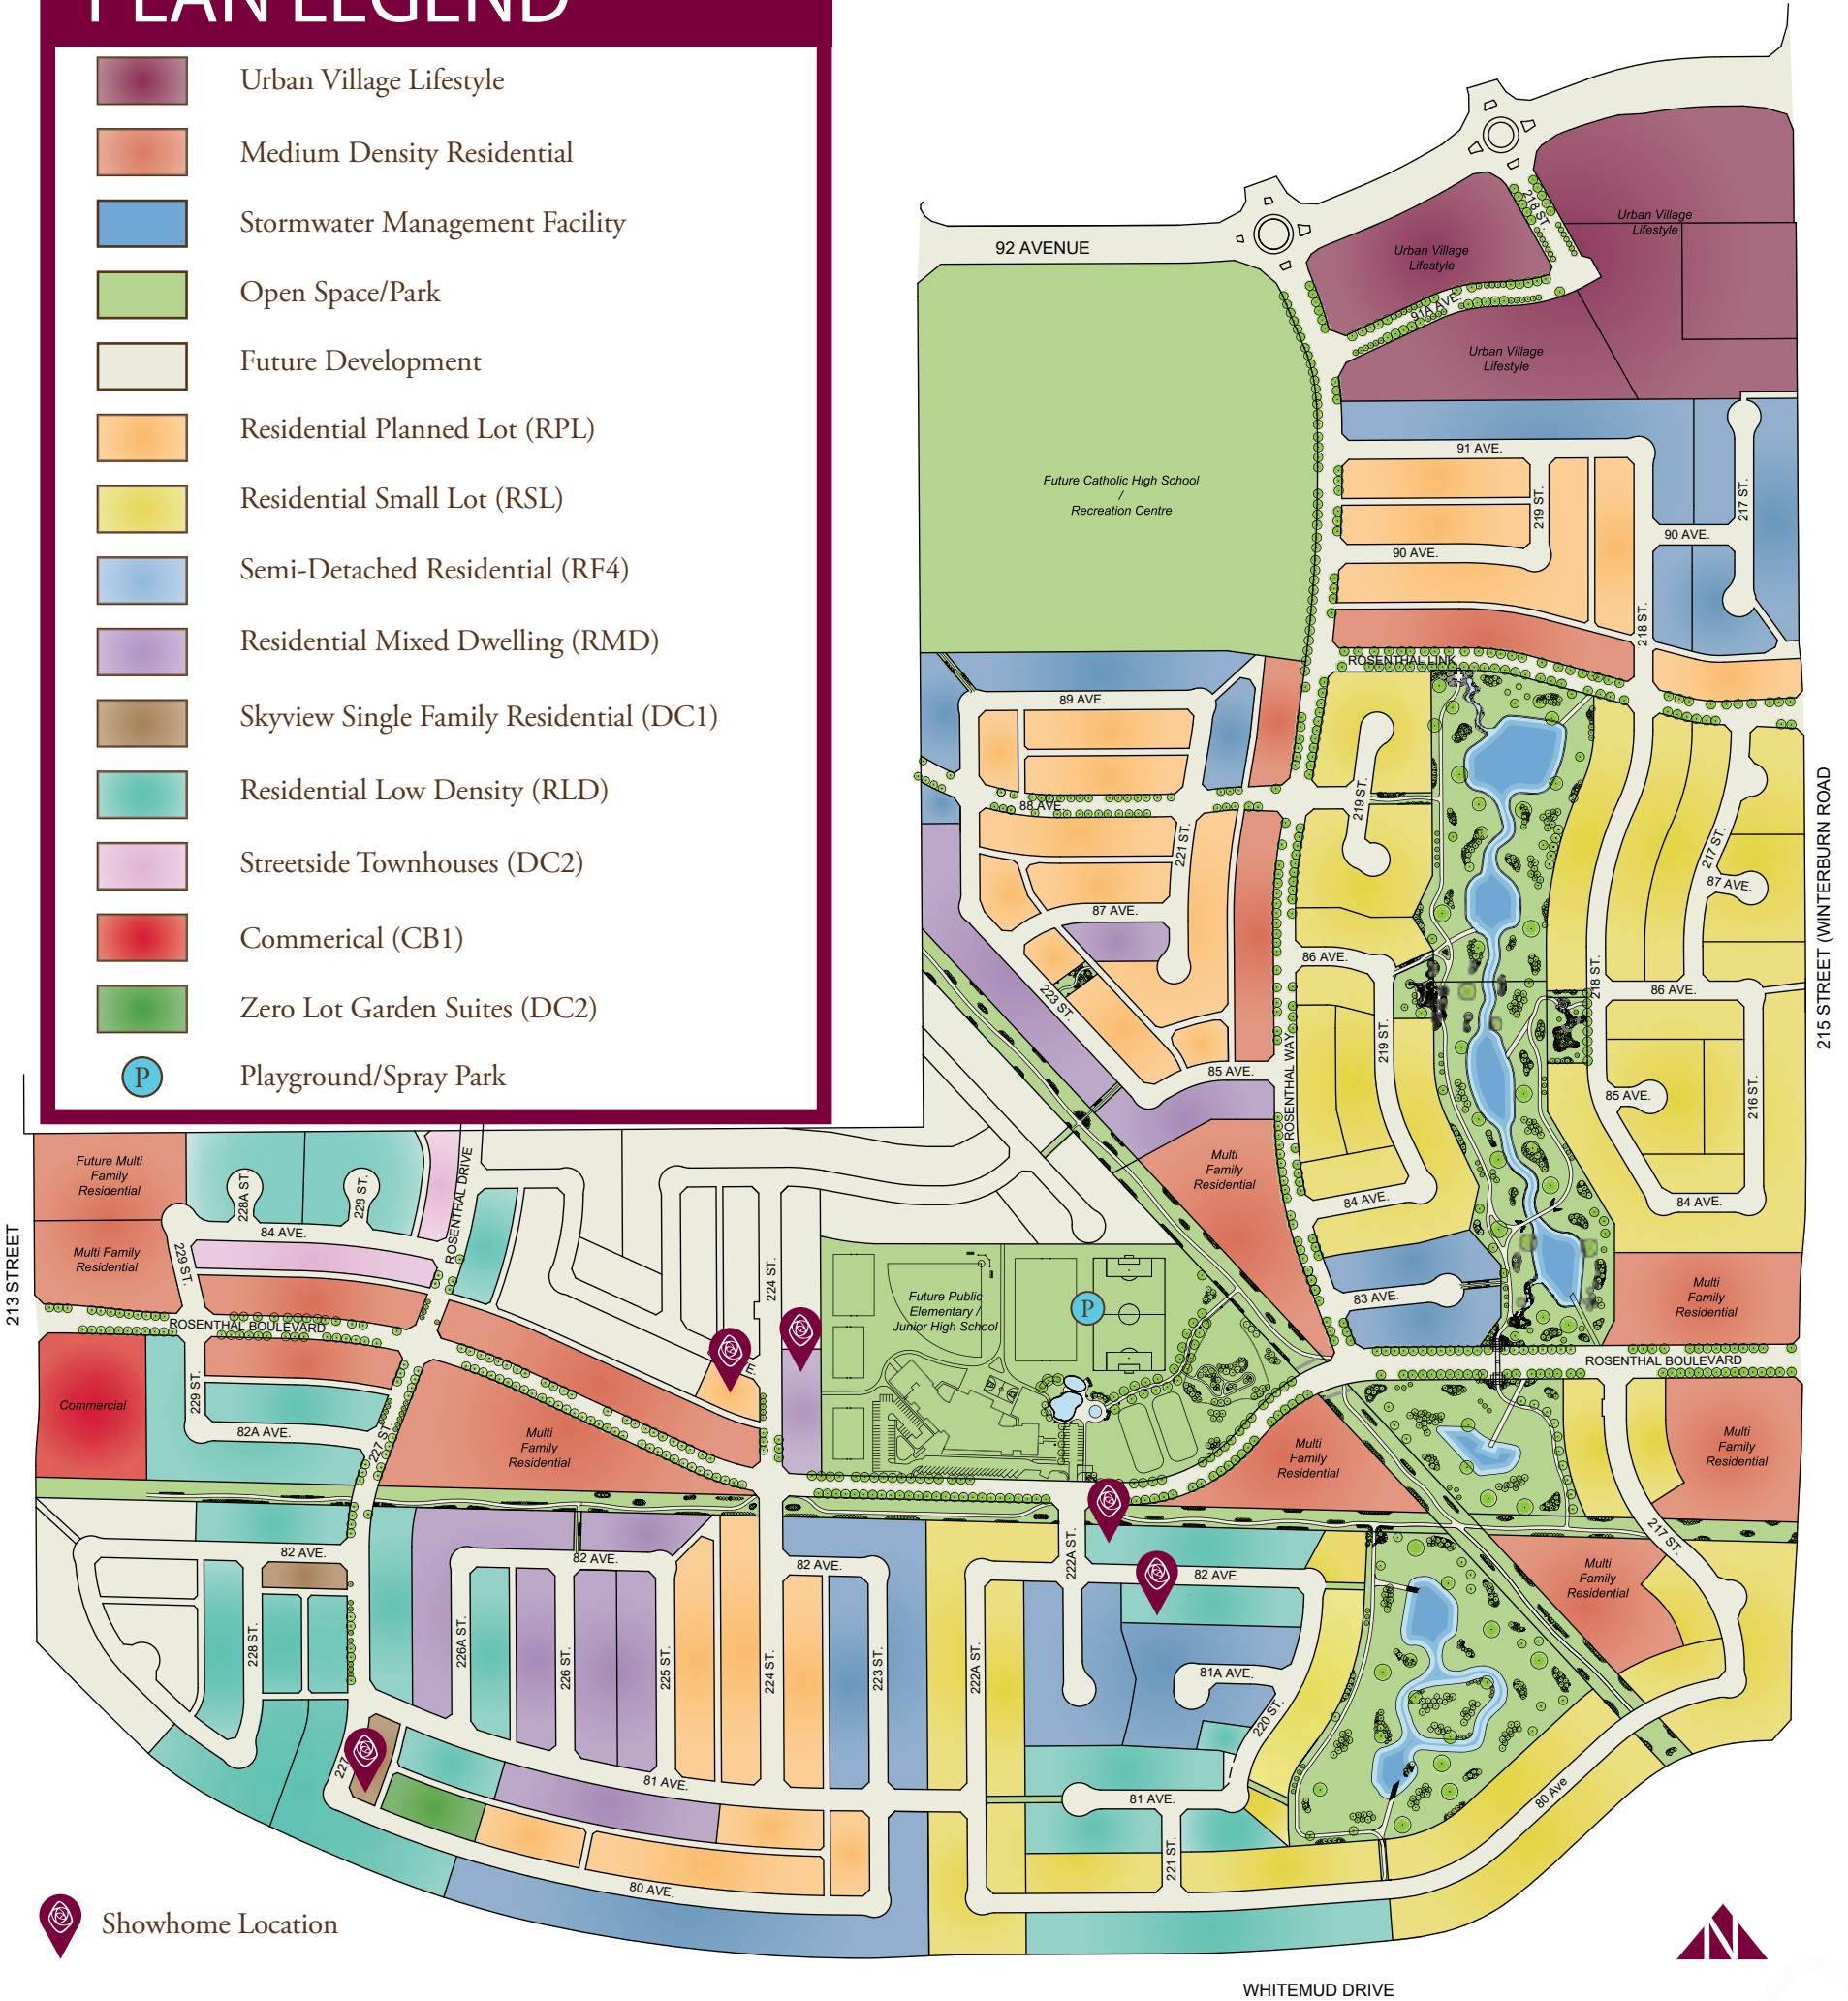 PLAN LEGEND
Urban Village Lifestyle
Medium Density Residential
Stormwater Management Facility
Open Space/Park
Future Development
Residential Planned Lot (RPL)
Residential Small Lot (RSL)
Semi-Detached Residential (RF4)
Residential Mixed Dwelling (RMD)
Skyview Single Family Residential (DC1)
Residential Low Density (RLD)
Streetside Townhouses (DC2)
Commerical (CB1)
Zero Lot Garden Suites (DC2)
P
Playground/Spray Park
92 AVENUE
218 ST.
Urban Village
Lifestyle
Urban Village
Lifestyle
91A AVE.
Urban Village
Lifestyle
91 AVE.
Future Catholic High School
/
Recreation Centre
219 ST.
217 ST.
90 AVE.
90 AVE.
218 ST.
ROSENTHAL LINK
89 AVE.
88 AVE.
219 ST.
221 ST.
217 ST.
87 AVE.
87 AVE.
215 STREET (WINTERBURN ROAD)
86 AVE.
218 ST.
86 AVE.
223 ST.
219 ST.
85 AVE.
ROSENTHAL WAY
85 AVE.
216 ST.
Multi
Family
Residential
84 AVE.
84 AVE.
Future Multi
Family
Residential
228A ST.
228 ST.
ROSENTHAL DRIVE
84 AVE.
Multi Family
Residential
229 ST.
213 STREET
224 ST.
Future Public
Elementary /
Junior High School
P
83 AVE.
Multi
Family
Residential
ROSENTHAL BOULEVARD
ROSENTHAL BOULEVARD
Commercial
229 ST.
82A AVE.
227 ST.
Multi
Family
Residential
Multi
Family
Residential
Multi
Family
Residential
217 ST.
82 AVE.
82 AVE.
82 AVE.
222A ST.
82 AVE.
Multi
Family
Residential
228 ST.
226A ST.
226 ST.
225 ST.
224 ST.
223 ST.
222A ST.
81A AVE.
220 ST.
227
81 AVE.
81 AVE.
80 Ave
221 ST.
80 AVE.
Showhome Location
N
WHITEMUD DRIVE